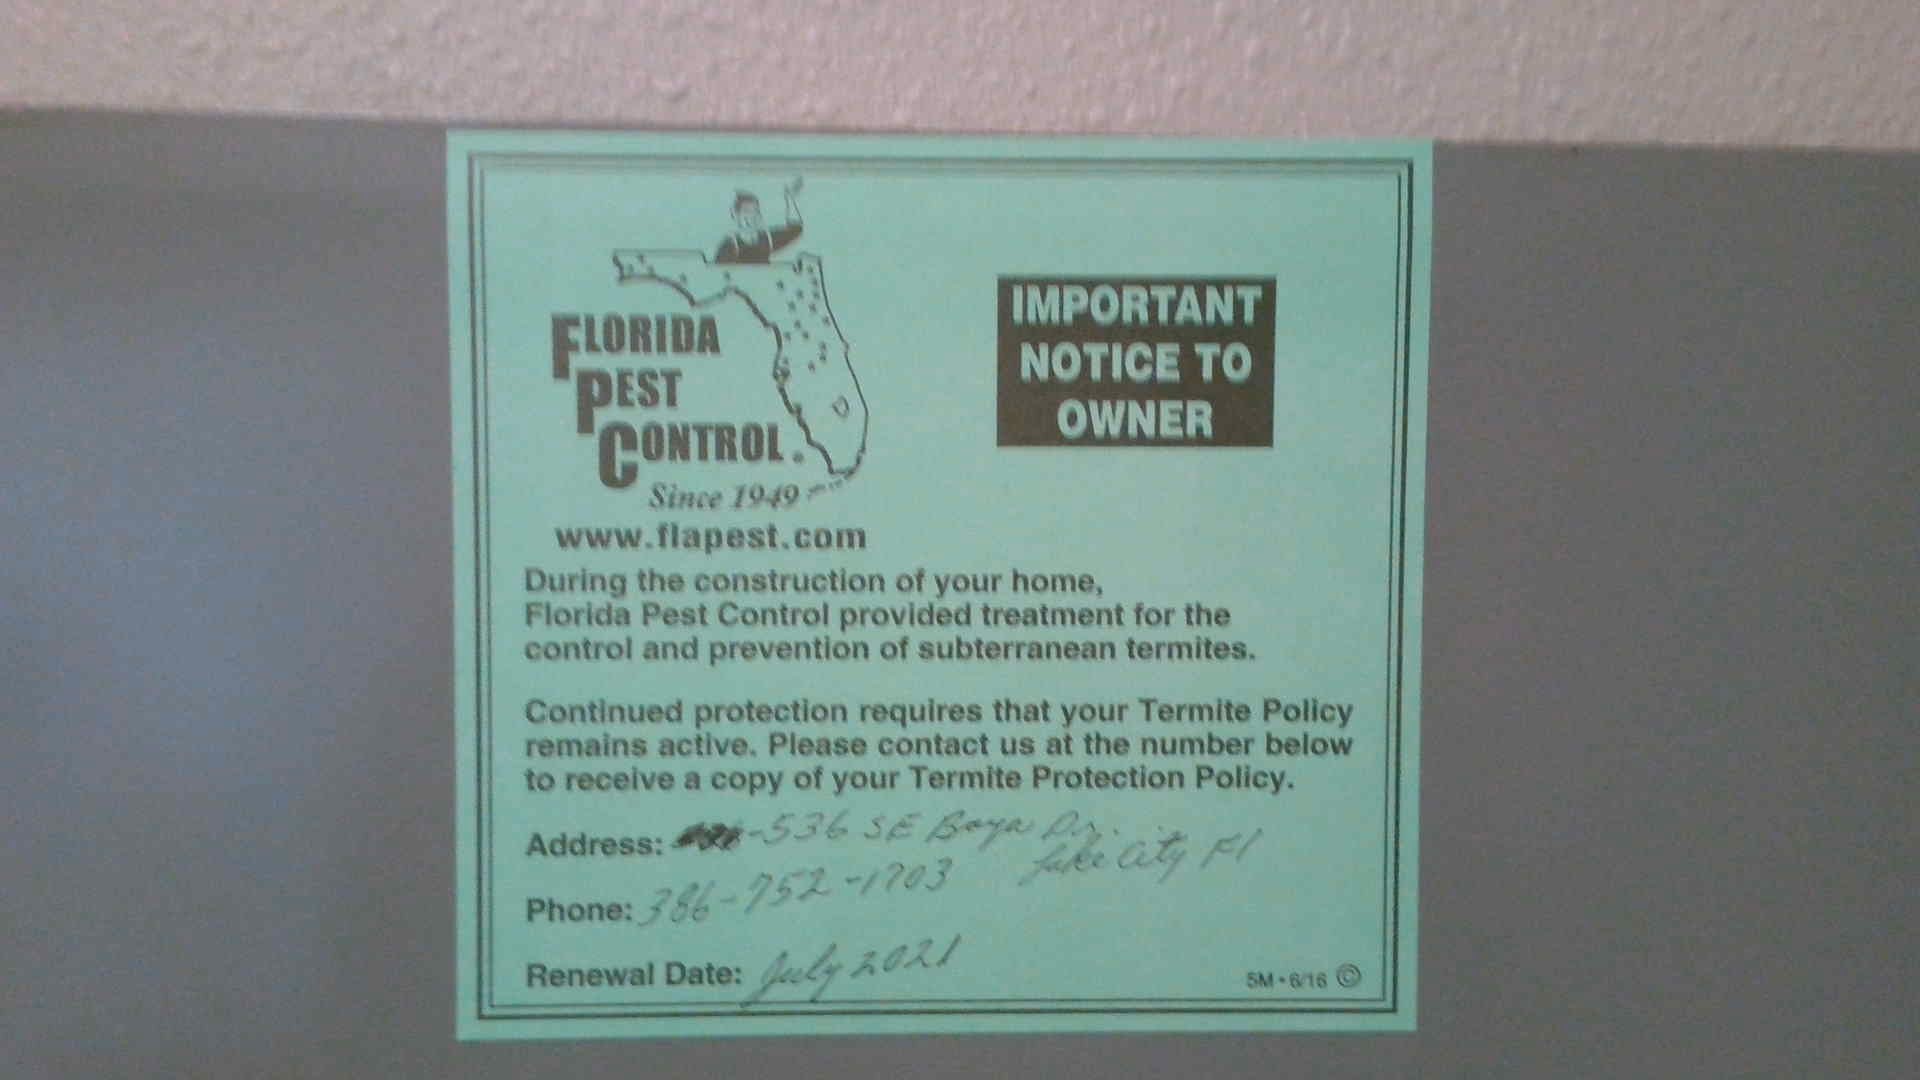 FLORIDA
PEST
CONTROL.
Since 1949
www.flapest.com
IMPORTANT
NOTICE TO
OWNER
During the construction of your home,
Florida Pest Control provided treatment for the
control and prevention of subterranean termites.
Continued protection requires that your Termite Policy
remains active. Please contact us at the number below
to receive a copy of your Termite Protection Policy.
Address: -536 SE Baya Dr.
Lake City Fl
Phone: 386-752-1703
Renewal Date: July 2021
5M • 6/16 ©